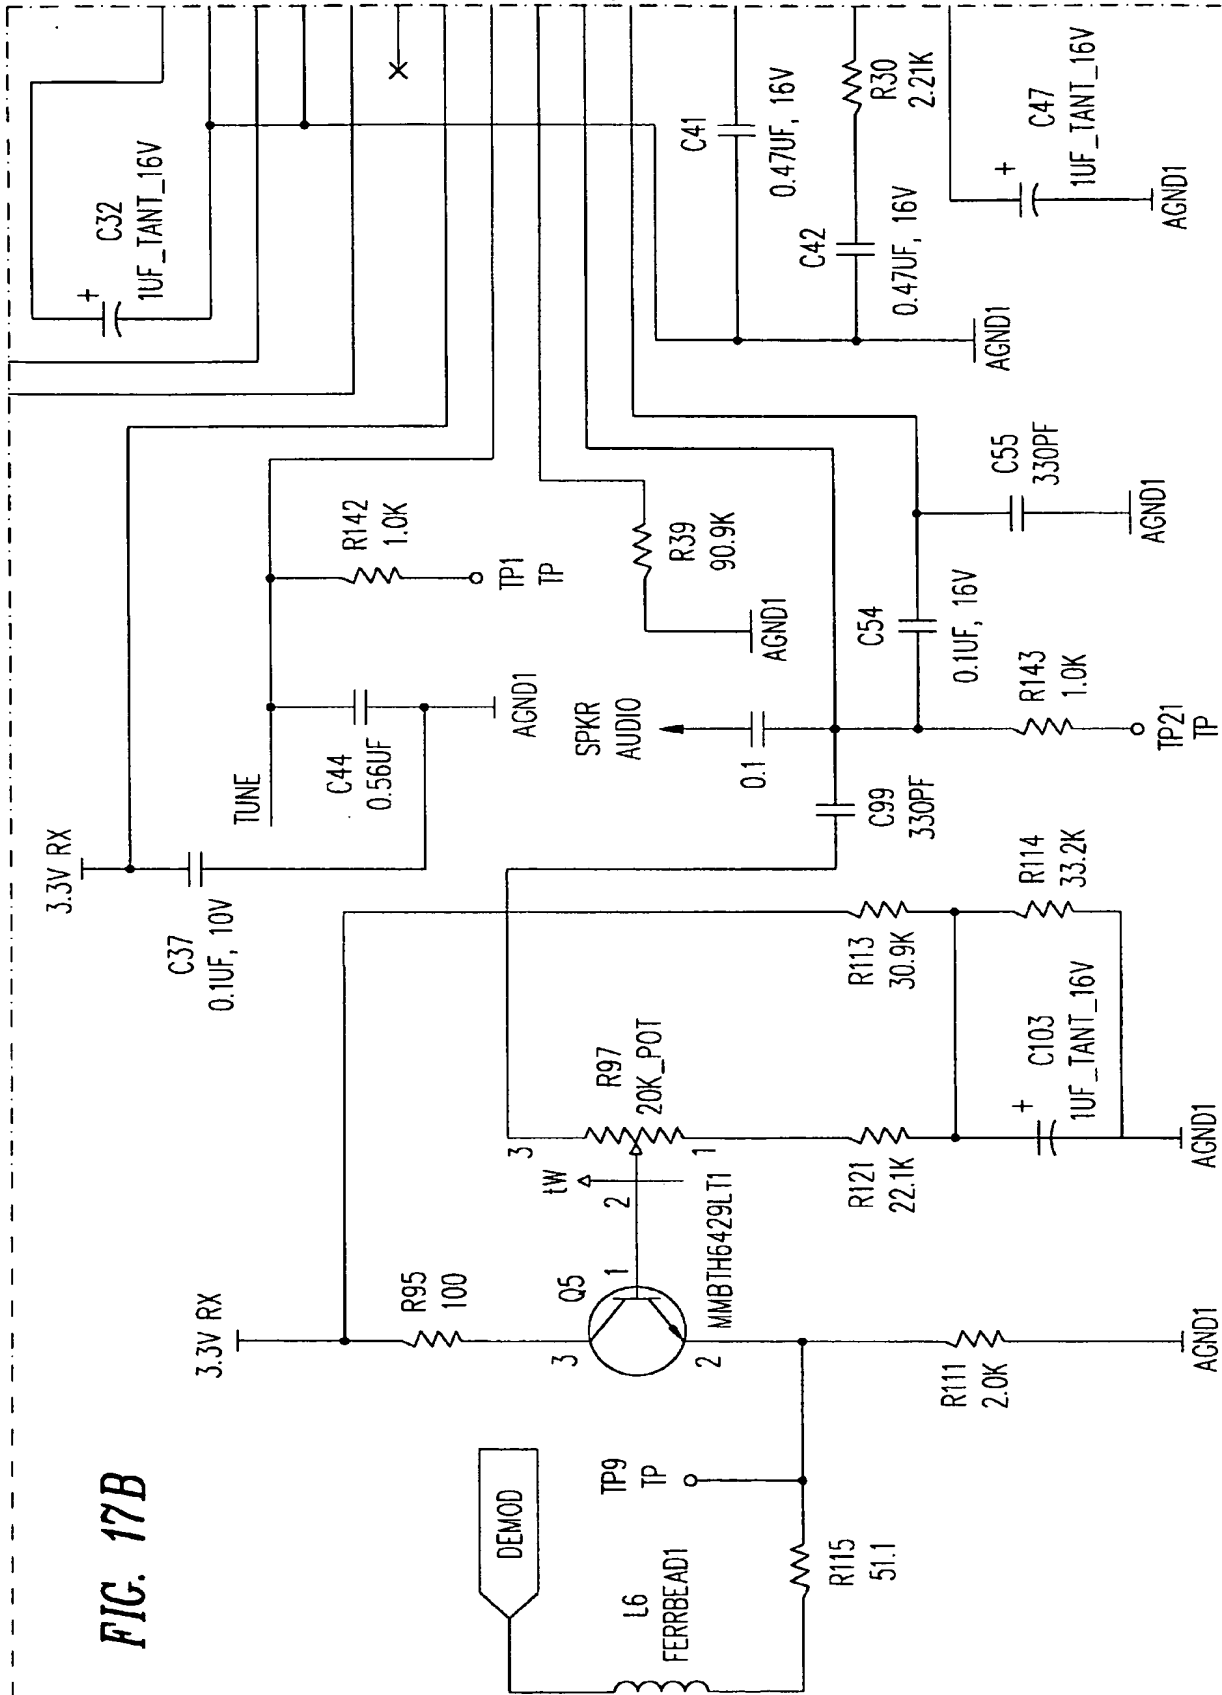 FIG. 17B
3.3V RX
C37
0.1UF, 10V
TUNE
C44
0.56UF
AGND1
R142
1.0K
TP1
TP
C32
+
1UF_TANT_16V
3.3V RX
R95
100
Q5
3
1
2
MMBTH6429LT1
tW
2
3
1
R97
20K_POT
SPKR
AUDIO
0.1
C99
330PF
R39
90.9K
AGND1
C41
0.47UF, 16V
R30
2.21K
C42
0.47UF, 16V
AGND1
C47
+
1UF_TANT_16V
AGND1
C54
0.1UF, 16V
C55
330PF
AGND1
R143
1.0K
TP21
TP
R113
30.9K
R114
33.2K
R121
22.1K
C103
+
1UF_TANT_16V
AGND1
DEMOD
L6
FERRBEAD1
TP9
TP
R115
51.1
R111
2.0K
AGND1